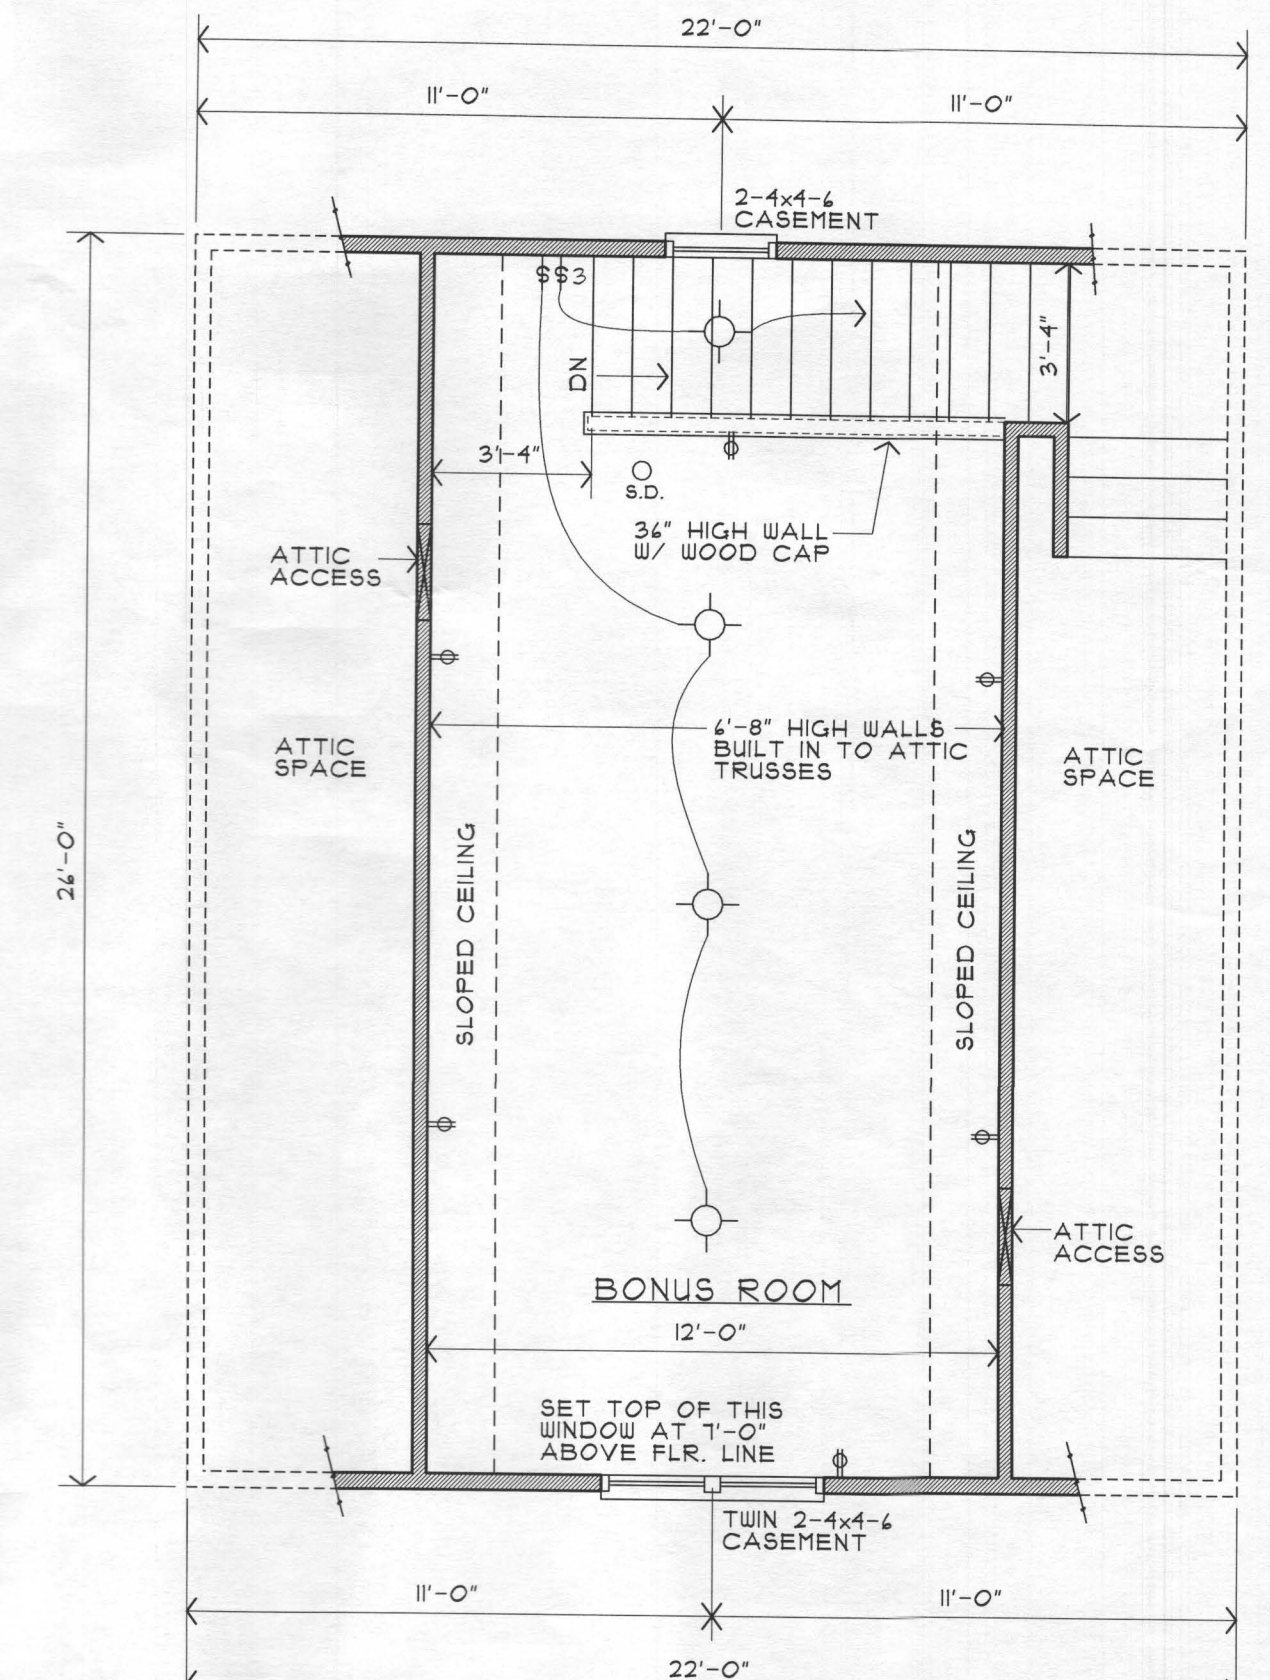 22'-0"
11'-0"
11'-0"
2-4x4-6
CASEMENT
SS3
DN
3'-4"
3'-4"
S.D.
36" HIGH WALL
W/ WOOD CAP
ATTIC
ACCESS
6'-8" HIGH WALLS
BUILT IN TO ATTIC
TRUSSES
ATTIC
SPACE
ATTIC
SPACE
26'-0"
SLOPED CEILING
SLOPED CEILING
ATTIC
ACCESS
BONUS ROOM
12'-0"
SET TOP OF THIS
WINDOW AT 7'-0"
ABOVE FLR. LINE
TWIN 2-4x4-6
CASEMENT
11'-0"
11'-0"
22'-0"